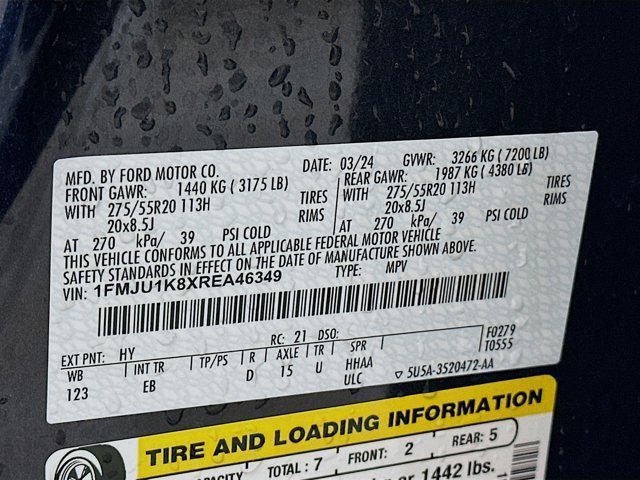 MFD. BY FORD MOTOR CO.
DATE: 03/24 GVWR: 3266 KG ( 7200 LB)
FRONT GAWR: 1440 KG ( 3175 LB)
REAR GAWR: 1987 KG ( 4380 LB)
WITH 275/55R20 113H TIRES
WITH 275/55R20 113H TIRES
20x8.5J RIMS
20x8.5J RIMS
AT 270 kPa/ 39 PSI COLD
AT 270 kPa/ 39 PSI COLD
THIS VEHICLE CONFORMS TO ALL APPLICABLE FEDERAL MOTOR VEHICLE
SAFETY STANDARDS IN EFFECT ON THE DATE OF MANUFACTURE SHOWN ABOVE.
VIN: 1FMJU1K8XREA46349 TYPE: MPV
EXT PNT: HY RC: 21 DSO: F0279
WB INT TR TP/PS R AXLE TR SPR T0555
123 EB D 15 U HHAA
ULC 5U5A-3520472-AA
TIRE AND LOADING INFORMATION
TOTAL : 7 FRONT: 2 REAR: 5
or 1442 lbs.